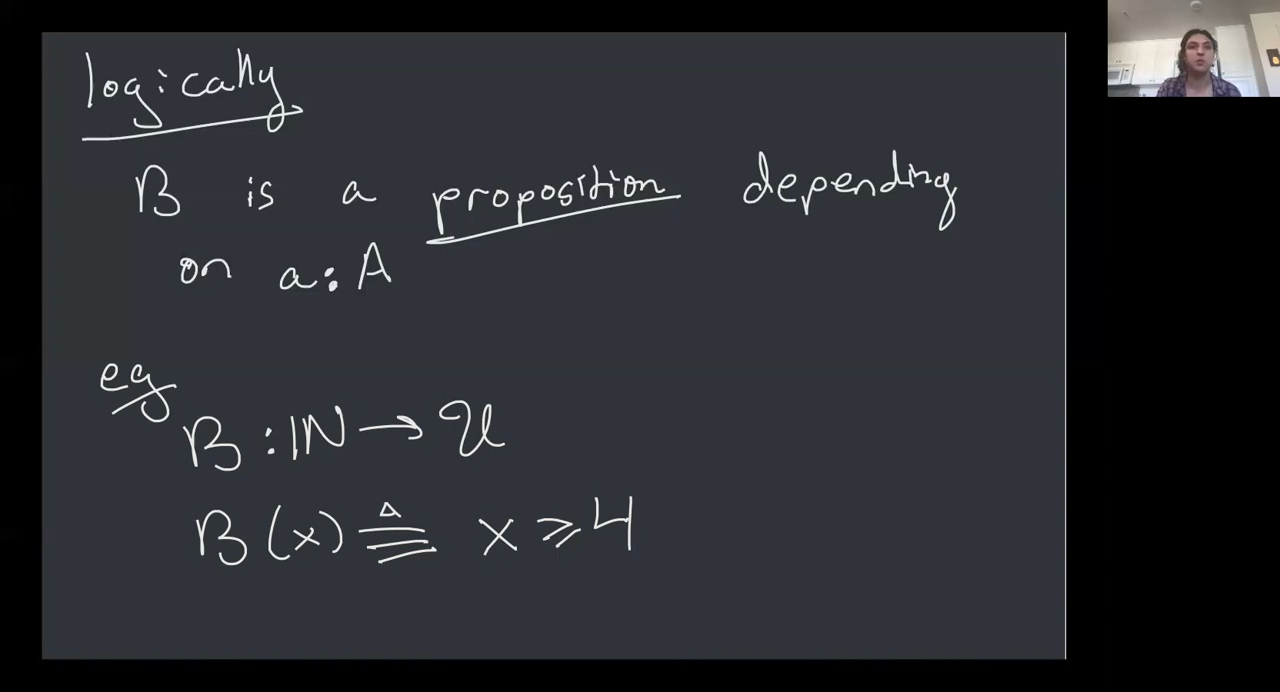 logically
B is a proposition depending
on a:A
eg
B:ℕ→𝒰
B(x) ≜ x ⩾ 4